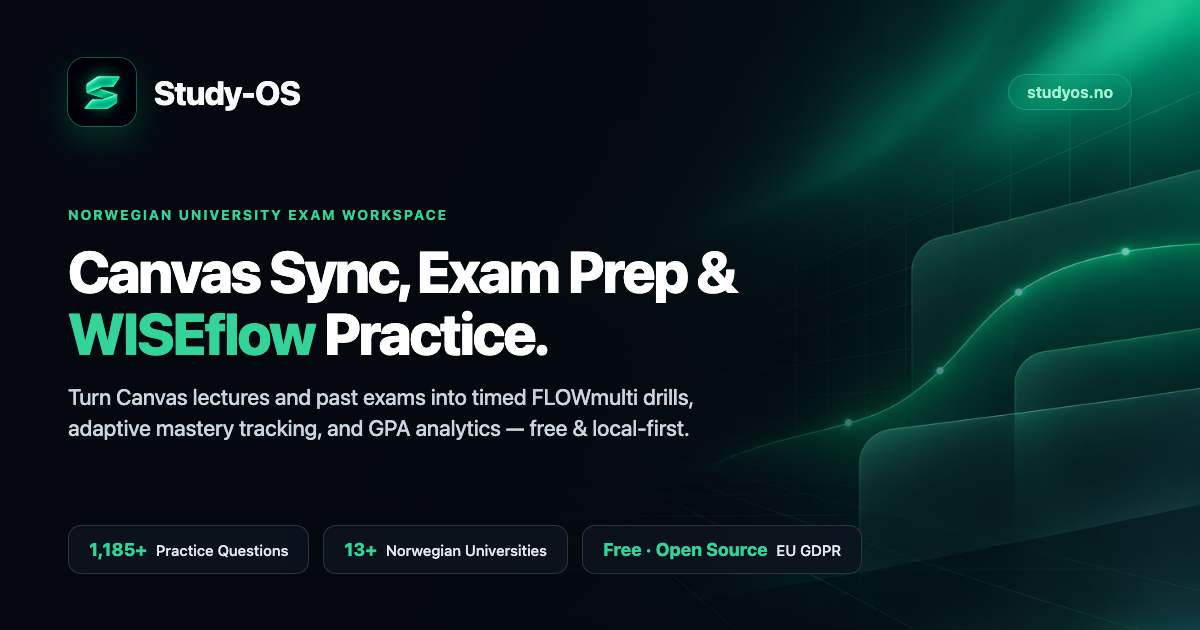 Study-OS
studyos.no
NORWEGIAN UNIVERSITY EXAM WORKSPACE
Canvas Sync, Exam Prep &
WISEflow Practice.
Turn Canvas lectures and past exams into timed FLOWmulti drills,
adaptive mastery tracking, and GPA analytics — free & local-first.
1,185+ Practice Questions
13+ Norwegian Universities
Free · Open Source EU GDPR